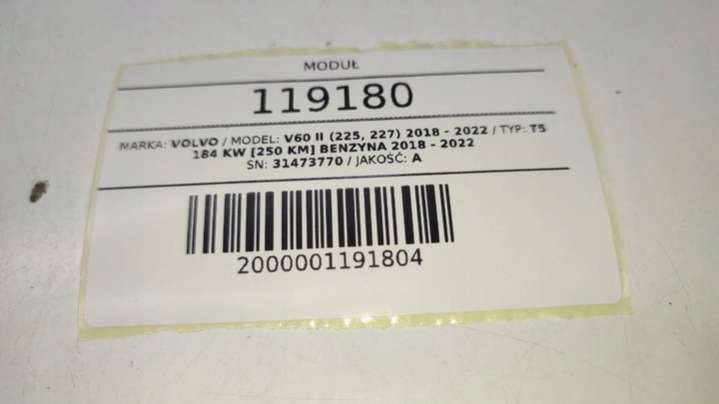 MODUŁ
119180
MARKA: VOLVO / MODEL: V60 II (225, 227) 2018 - 2022 / TYP: T5
184 KW [250 KM] BENZYNA 2018 - 2022
SN: 31473770 / JAKOŚĆ: A
2000001191804